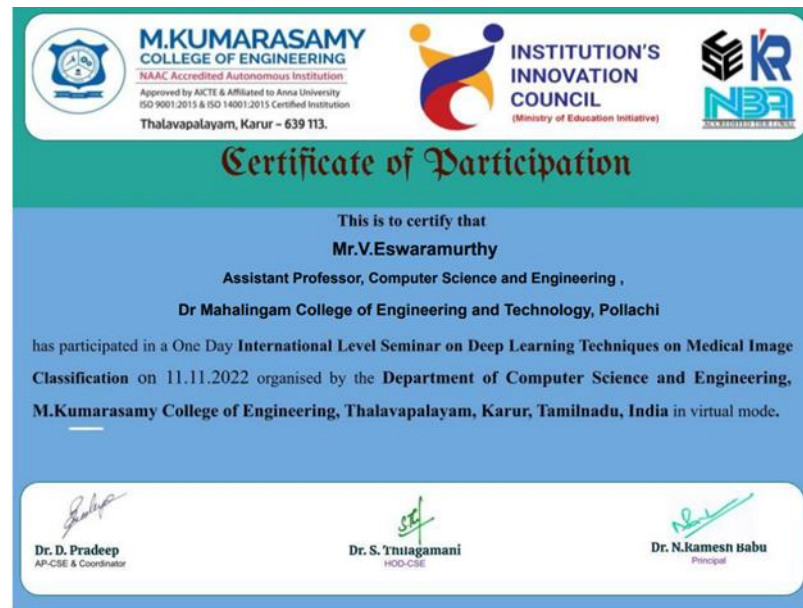 M.KUMARASAMY
COLLEGE OF ENGINEERING
NAAC Accredited Autonomous Institution
Approved by AICTE & Affiliated to Anna University
ISO 9001:2015 & ISO 14001:2015 Certified Institution
Thalavapalayam, Karur – 639 113.
INSTITUTION'S
INNOVATION
COUNCIL
(Ministry of Education Initiative)
KR
NBA
Certificate of Participation
This is to certify that
Mr.V.Eswaramurthy
Assistant Professor, Computer Science and Engineering ,
Dr Mahalingam College of Engineering and Technology, Pollachi
has participated in a One Day International Level Seminar on Deep Learning Techniques on Medical Image
Classification on 11.11.2022 organised by the Department of Computer Science and Engineering,
M.Kumarasamy College of Engineering, Thalavapalayam, Karur, Tamilnadu, India in virtual mode.
Dr. D. Pradeep
AP-CSE & Coordinator
Dr. S. Thilagamani
HOD-CSE
Dr. N.Ramesh Babu
Principal